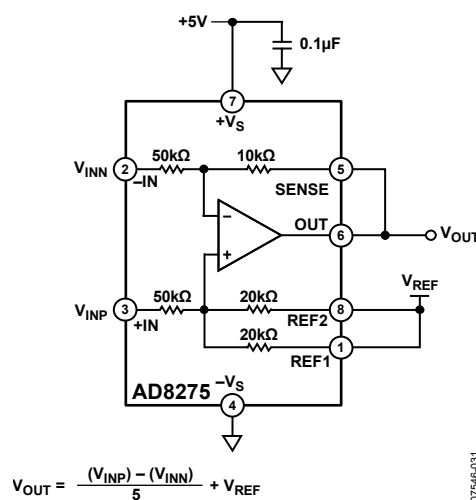 +5V
0.1µF
7
+VS
VINN
2
–IN
50kΩ
10kΩ
5
SENSE
–
OUT
6
VOUT
+
VREF
VINP
3
+IN
50kΩ
20kΩ
8
REF2
20kΩ
1
REF1
AD8275
–VS
4
VOUT = (VINP) – (VINN) / 5 + VREF
07546-031